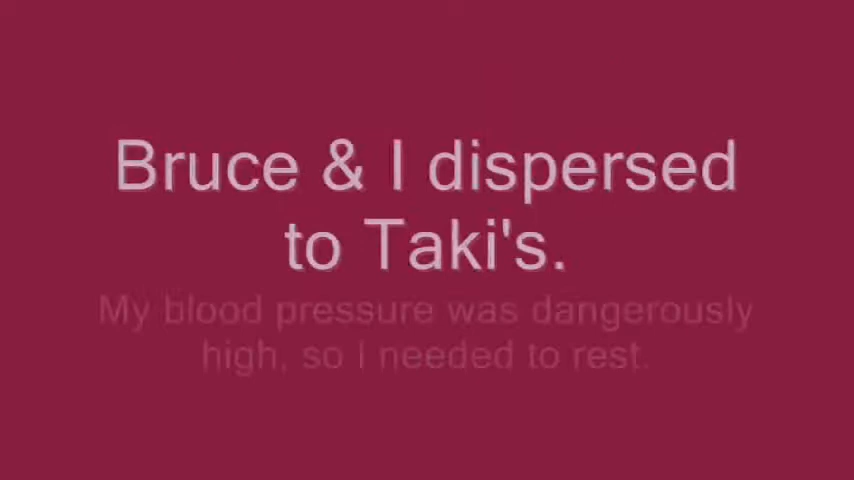 Bruce & I dispersed
to Taki's.
My blood pressure was dangerously
high, so I needed to rest.